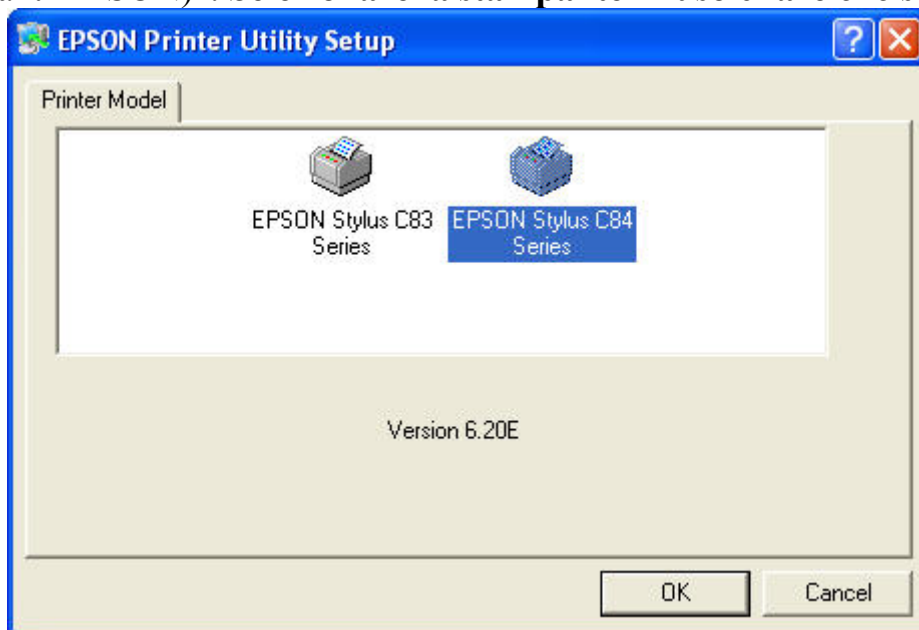 EPSON Printer Utility Setup
Printer Model
EPSON Stylus C83 Series
EPSON Stylus C84 Series
Version 6.20E
OK
Cancel